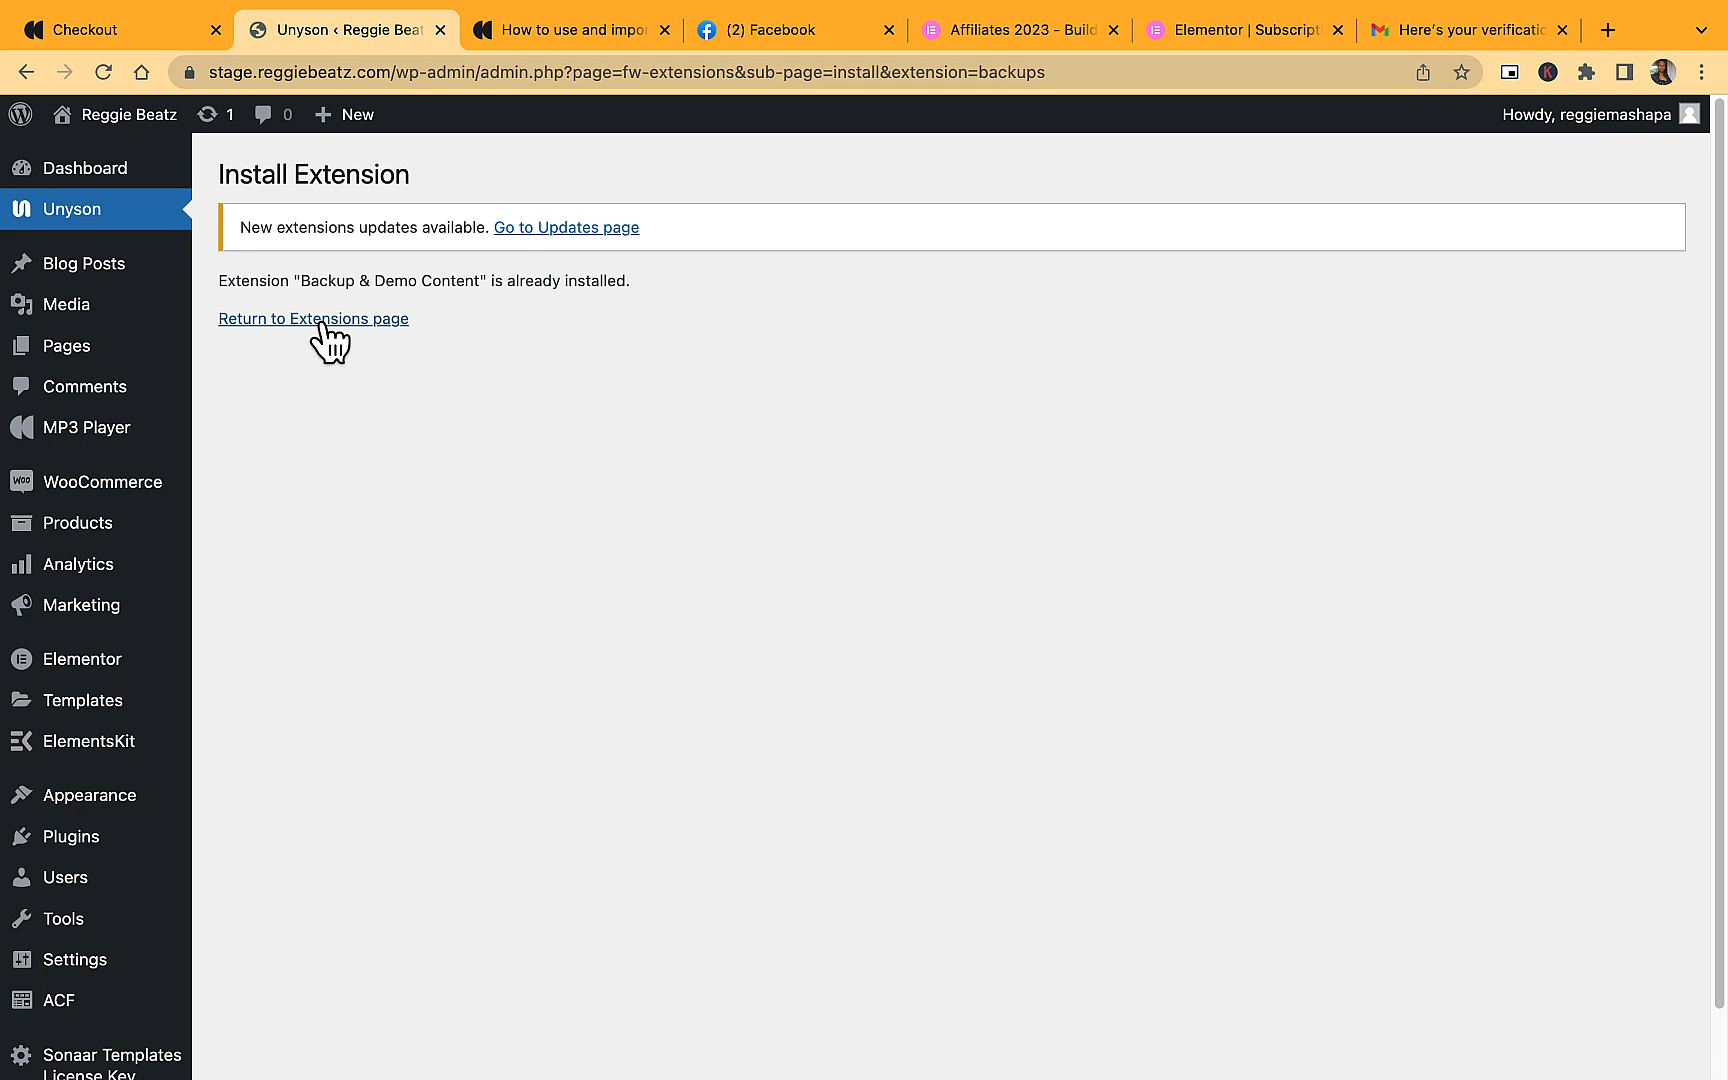 Checkout
Unyson ‹ Reggie Beat
How to use and impor
(2) Facebook
Affiliates 2023 - Build
Elementor | Subscripti
Here's your verificatio
stage.reggiebeatz.com/wp-admin/admin.php?page=fw-extensions&sub-page=install&extension=backups
K
Reggie Beatz
1
0
New
Howdy, reggiemashapa
Dashboard
Unyson
Blog Posts
Media
Pages
Comments
MP3 Player
Woo
WooCommerce
Products
Analytics
Marketing
Elementor
Templates
ElementsKit
Appearance
Plugins
Users
Tools
Settings
ACF
Sonaar Templates
License Key
Install Extension
New extensions updates available. Go to Updates page
Extension "Backup & Demo Content" is already installed.
Return to Extensions page